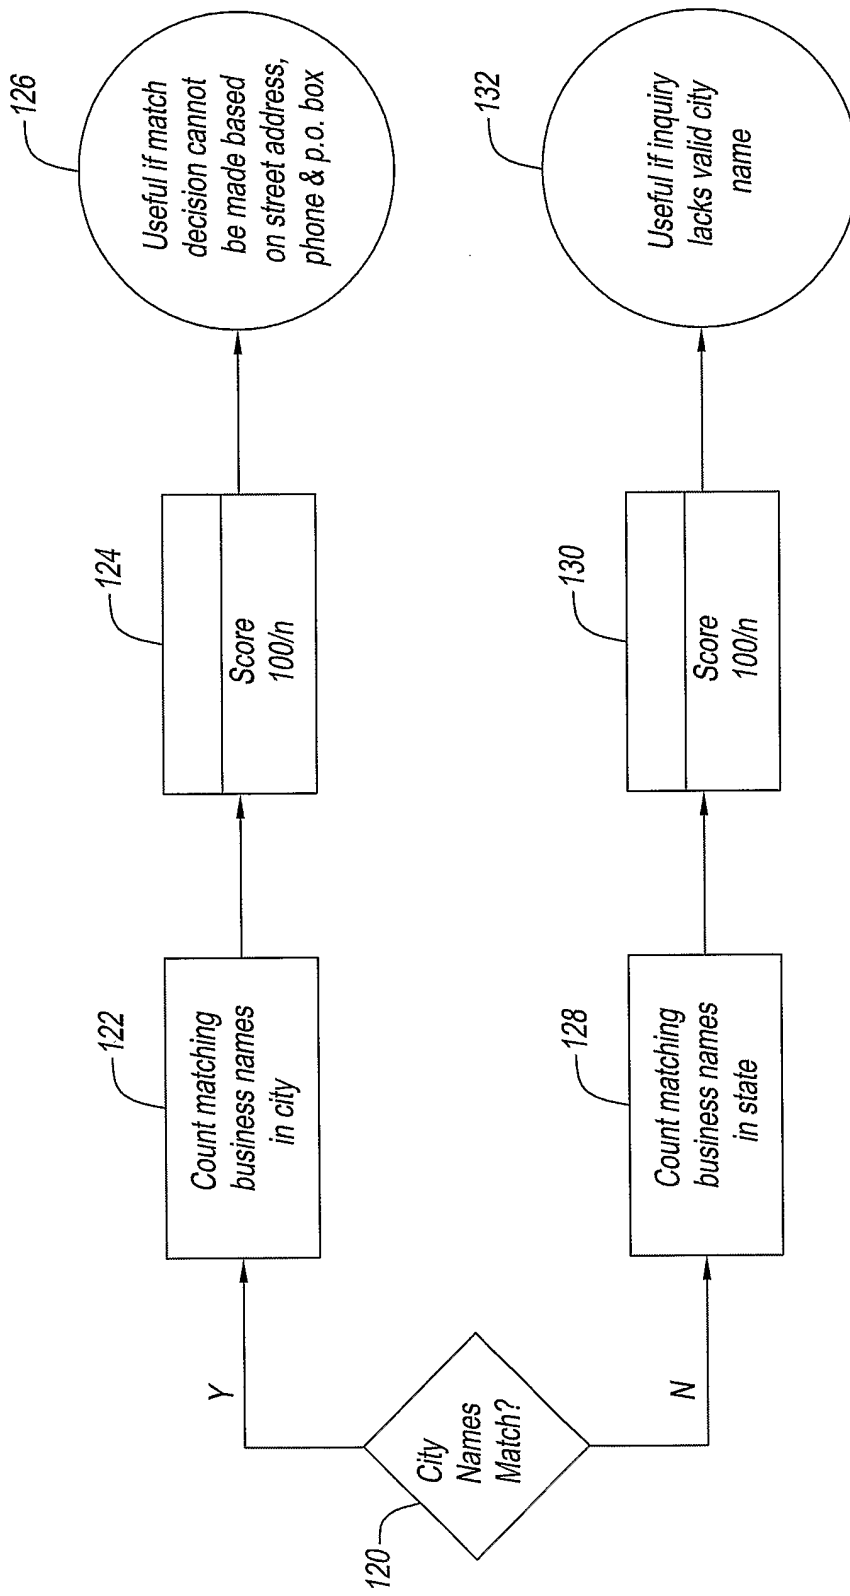 120
City
Names
Match?
Y
122
Count matching
business names
in city
124
Score
100/n
126
Useful if match
decision cannot
be made based
on street address,
phone & p.o. box
N
128
Count matching
business names
in state
130
Score
100/n
132
Useful if inquiry
lacks valid city
name